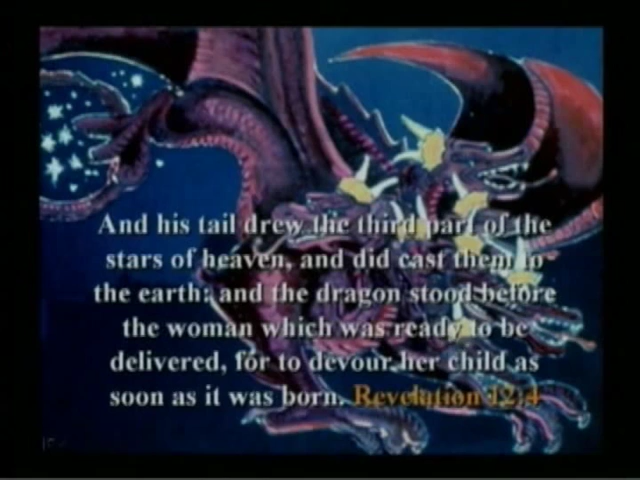 And his tail drew the third part of the
stars of heaven, and did cast them to
the earth: and the dragon stood before
the woman which was ready to be
delivered, for to devour her child as
soon as it was born. Revelation 12:4